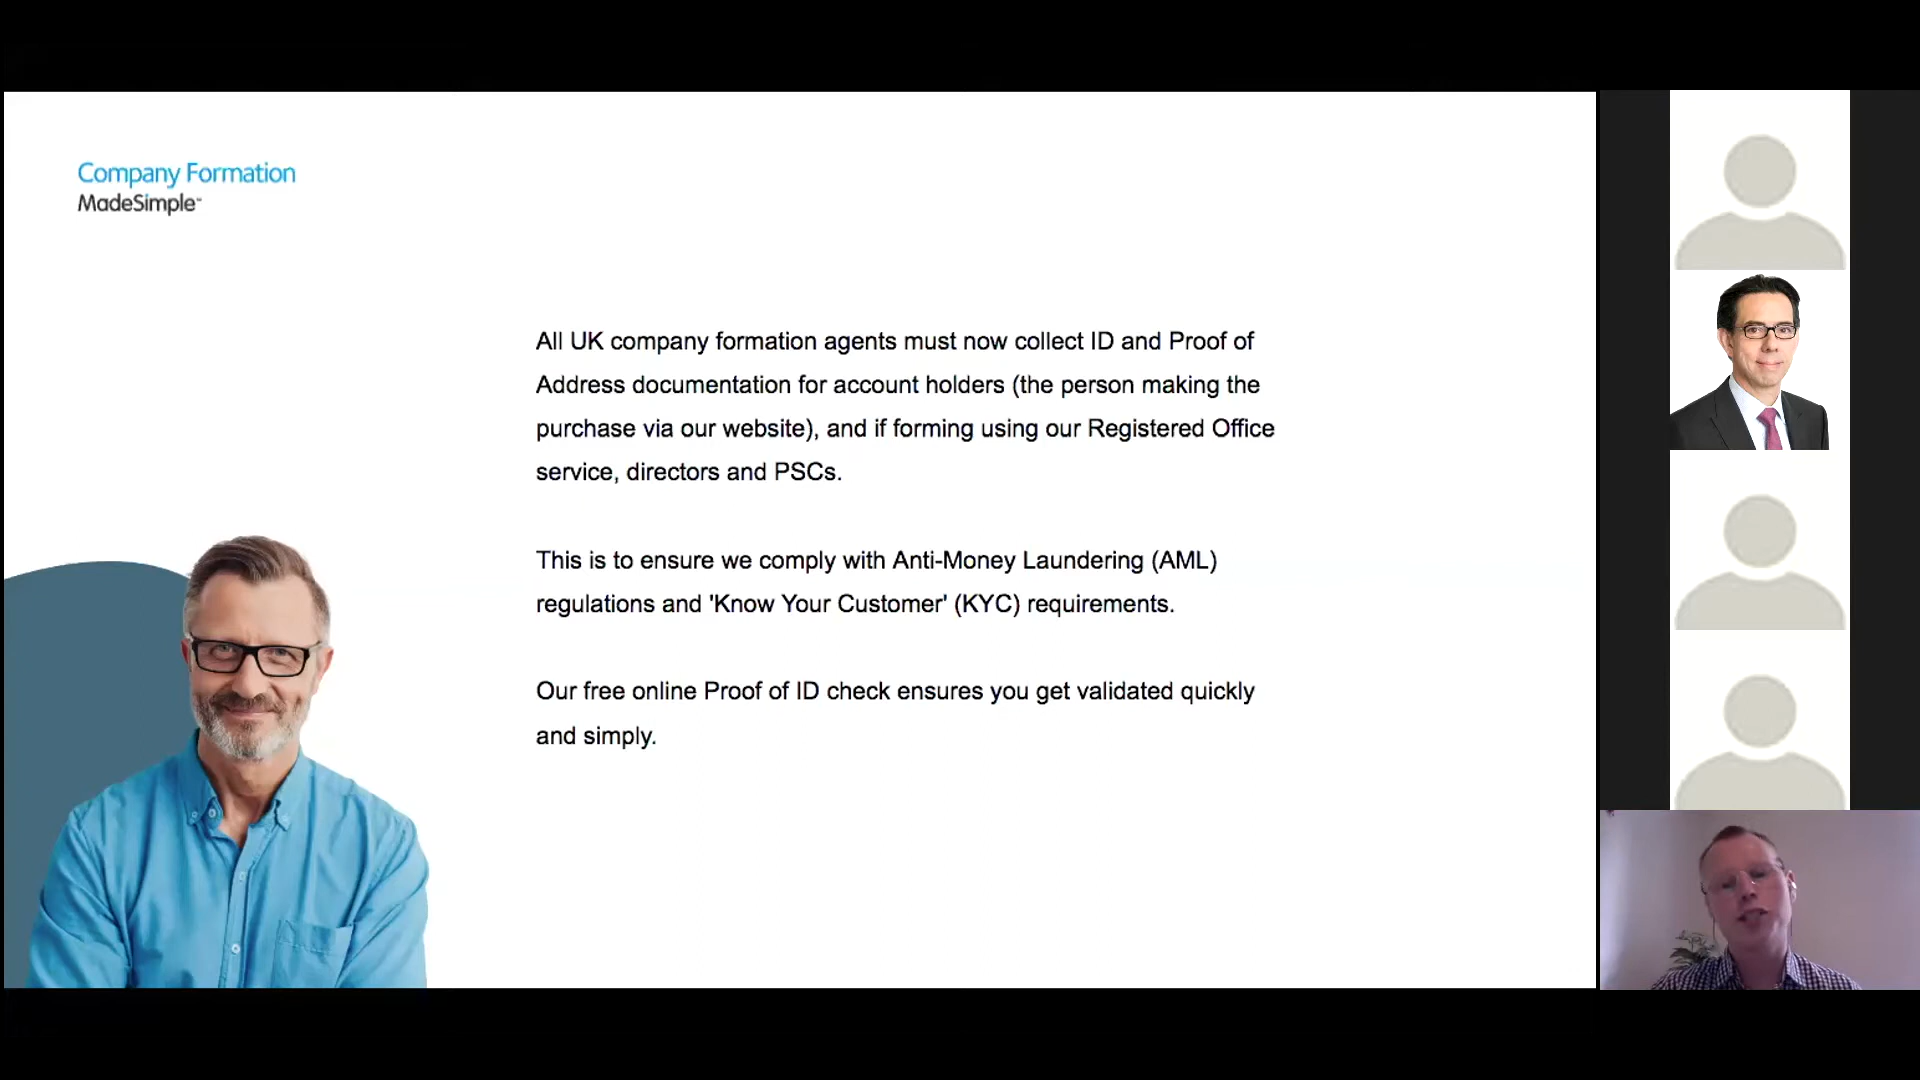 Company Formation
MadeSimple™
All UK company formation agents must now collect ID and Proof of
Address documentation for account holders (the person making the
purchase via our website), and if forming using our Registered Office
service, directors and PSCs.
This is to ensure we comply with Anti-Money Laundering (AML)
regulations and 'Know Your Customer' (KYC) requirements.
Our free online Proof of ID check ensures you get validated quickly
and simply.